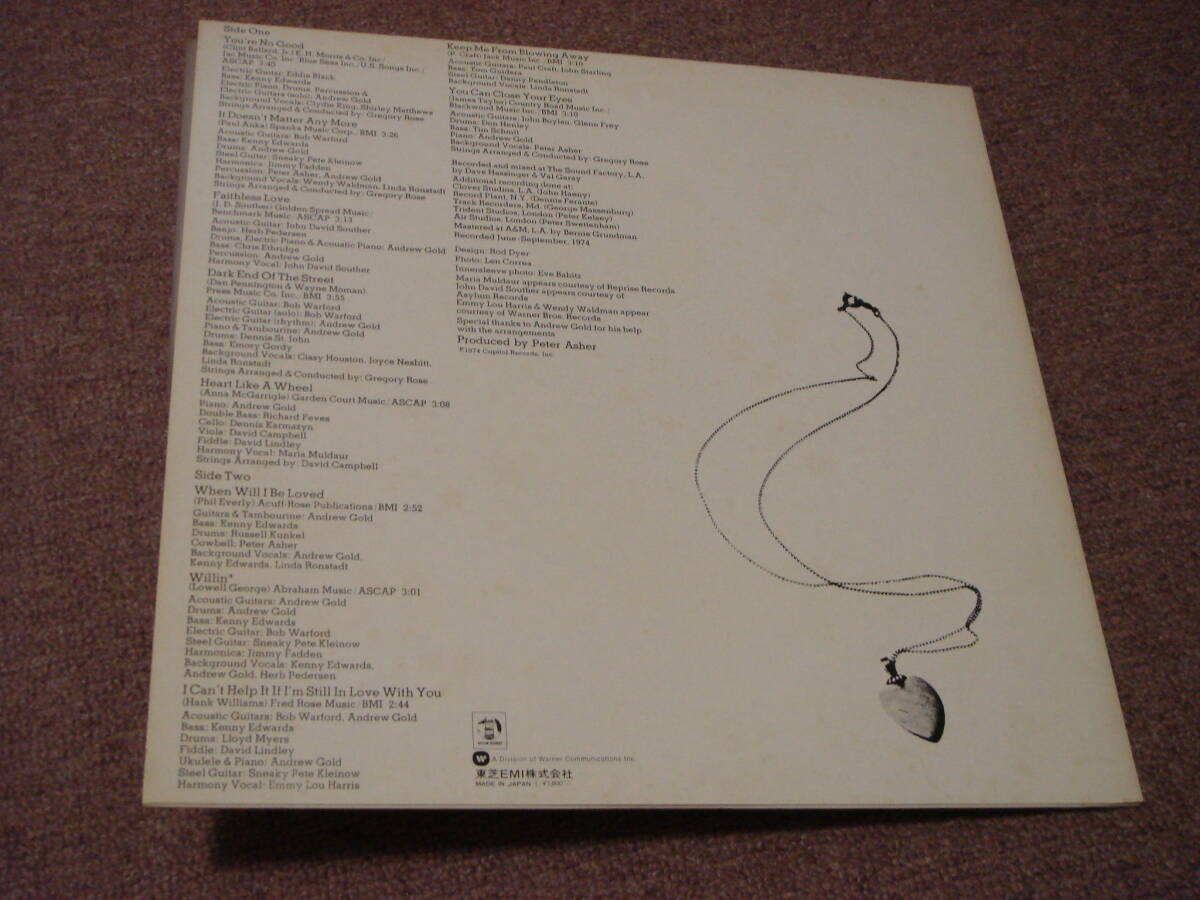 Side One
You're No Good
(Clint Ballard, Jr.) E. H. Morris & Co. Inc./
Jac Music Co. Inc./Blue Seas Inc./U.S. Songs Inc./
ASCAP 3:40
Electric Guitar: Eddie Black
Bass: Kenny Edwards
Electric Piano, Drums, Percussion &
Electric Guitars (solo): Andrew Gold
Background Vocals: Clydie King, Shirley Matthews
Strings Arranged & Conducted by: Gregory Rose
It Doesn't Matter Any More
(Paul Anka) Spanka Music Corp./BMI 3:26
Acoustic Guitars: Bob Warford
Bass: Kenny Edwards
Drums: Andrew Gold
Steel Guitar: Sneaky Pete Kleinow
Harmonica: Jimmy Fadden
Percussion: Peter Asher, Andrew Gold
Background Vocals: Wendy Waldman, Linda Ronstadt
Strings Arranged & Conducted by: Gregory Rose
Faithless Love
(J. D. Souther) Golden Spread Music/
Benchmark Music/ASCAP 3:13
Acoustic Guitar: John David Souther
Banjo: Herb Pedersen
Drums, Electric Piano & Acoustic Piano: Andrew Gold
Bass: Chris Ethridge
Percussion: Andrew Gold
Harmony Vocal: John David Souther
Dark End Of The Street
(Dan Pennington & Wayne Moman)
Press Music Co. Inc./BMI 3:55
Acoustic Guitar: Bob Warford
Electric Guitar (solo): Bob Warford
Electric Guitar (rhythm): Andrew Gold
Piano & Tambourine: Andrew Gold
Drums: Dennis St. John
Bass: Emory Gordy
Background Vocals: Cissy Houston, Joyce Nesbitt,
Linda Ronstadt
Strings Arranged & Conducted by: Gregory Rose
Heart Like A Wheel
(Anna McGarrigle) Garden Court Music/ASCAP 3:08
Piano: Andrew Gold
Double Bass: Richard Feves
Cello: Dennis Karmazyn
Viola: David Campbell
Fiddle: David Lindley
Harmony Vocal: Maria Muldaur
Strings Arranged by: David Campbell
Side Two
When Will I Be Loved
(Phil Everly) Acuff-Rose Publications/BMI 2:52
Guitars & Tambourine: Andrew Gold
Bass: Kenny Edwards
Drums: Russell Kunkel
Cowbell: Peter Asher
Background Vocals: Andrew Gold,
Kenny Edwards, Linda Ronstadt
Willin'
(Lowell George) Abraham Music/ASCAP 3:01
Acoustic Guitars: Andrew Gold
Drums: Andrew Gold
Bass: Kenny Edwards
Electric Guitar: Bob Warford
Steel Guitar: Sneaky Pete Kleinow
Harmonica: Jimmy Fadden
Background Vocals: Kenny Edwards,
Andrew Gold, Herb Pedersen
I Can't Help It If I'm Still In Love With You
(Hank Williams) Fred Rose Music/BMI 2:44
Acoustic Guitars: Bob Warford, Andrew Gold
Bass: Kenny Edwards
Drums: Lloyd Myers
Fiddle: David Lindley
Ukulele & Piano: Andrew Gold
Steel Guitar: Sneaky Pete Kleinow
Harmony Vocal: Emmy Lou Harris
Keep Me From Blowing Away
(P. Craft) Jack Music Inc./BMI 3:10
Acoustic Guitars: Paul Craft, John Starling
Bass: Tom Guidera
Steel Guitar: Danny Pendleton
Background Vocals: Linda Ronstadt
You Can Close Your Eyes
(James Taylor) Country Road Music Inc./
Blackwood Music Inc./BMI 3:10
Acoustic Guitars: John Boylan, Glenn Frey
Drums: Don Henley
Bass: Tim Schmit
Piano: Andrew Gold
Background Vocals: Peter Asher
Strings Arranged & Conducted by: Gregory Rose
Recorded and mixed at The Sound Factory, L.A.
by Dave Hassinger & Val Garay
Additional recording done at:
Clover Studios, L.A. (John Haeny)
Record Plant, N.Y. (Dennis Ferante)
Track Recorders, Md. (George Massenburg)
Trident Studios, London (Peter Kelsey)
Air Studios, London (Peter Swettenham)
Mastered at A&M, L.A. by Bernie Grundman
Recorded June-September, 1974
Design: Rod Dyer
Photo: Len Correa
Innersleeve photo: Eve Babitz
Maria Muldaur appears courtesy of Reprise Records
John David Souther appears courtesy of
Asylum Records
Emmy Lou Harris & Wendy Waldman appear
courtesy of Warner Bros. Records
Special thanks to Andrew Gold for his help
with the arrangements
Produced by Peter Asher
℗1974 Capitol Records, Inc.
A Division of Warner Communications Inc.
東芝EMI株式会社
MADE IN JAPAN